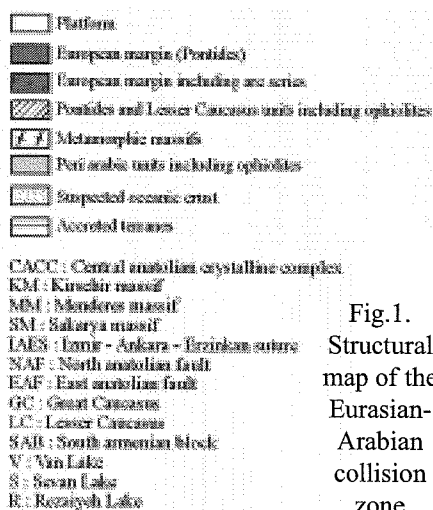 Platform
European margin (Pontides)
European margin including arc series
Pontides and Lesser Caucasus units including ophiolites
Metamorphic massifs
Peri arabic units including ophiolites
Suspected oceanic crust
Accreted terranes
CACC : Central anatolian crystalline complex
KM : Kirsehir massif
MM : Menderes massif
SM : Sakarya massif
IAES : Izmir - Ankara - Erzinkan suture
NAF : North anatolian fault
EAF : East anatolian fault
GC : Great Caucasus
LC : Lesser Caucasus
SAB : South armenian block
V : Van Lake
S : Sevan Lake
R : Rezaiyeh Lake
Fig.1.
Structural
map of the
Eurasian-
Arabian
collision
zone